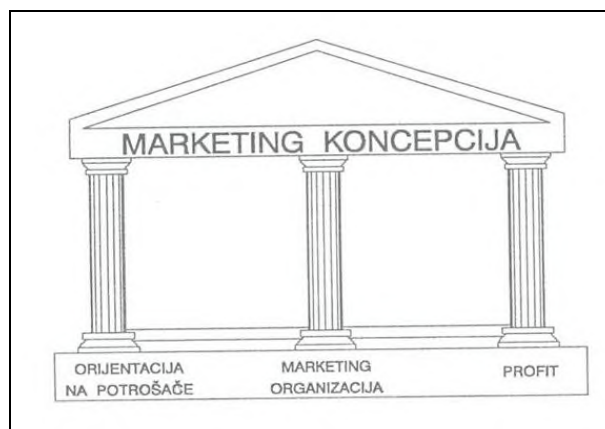 MARKETING KONCEPCIJA
ORIJENTACIJA
NA POTROŠAČE
MARKETING
ORGANIZACIJA
PROFIT